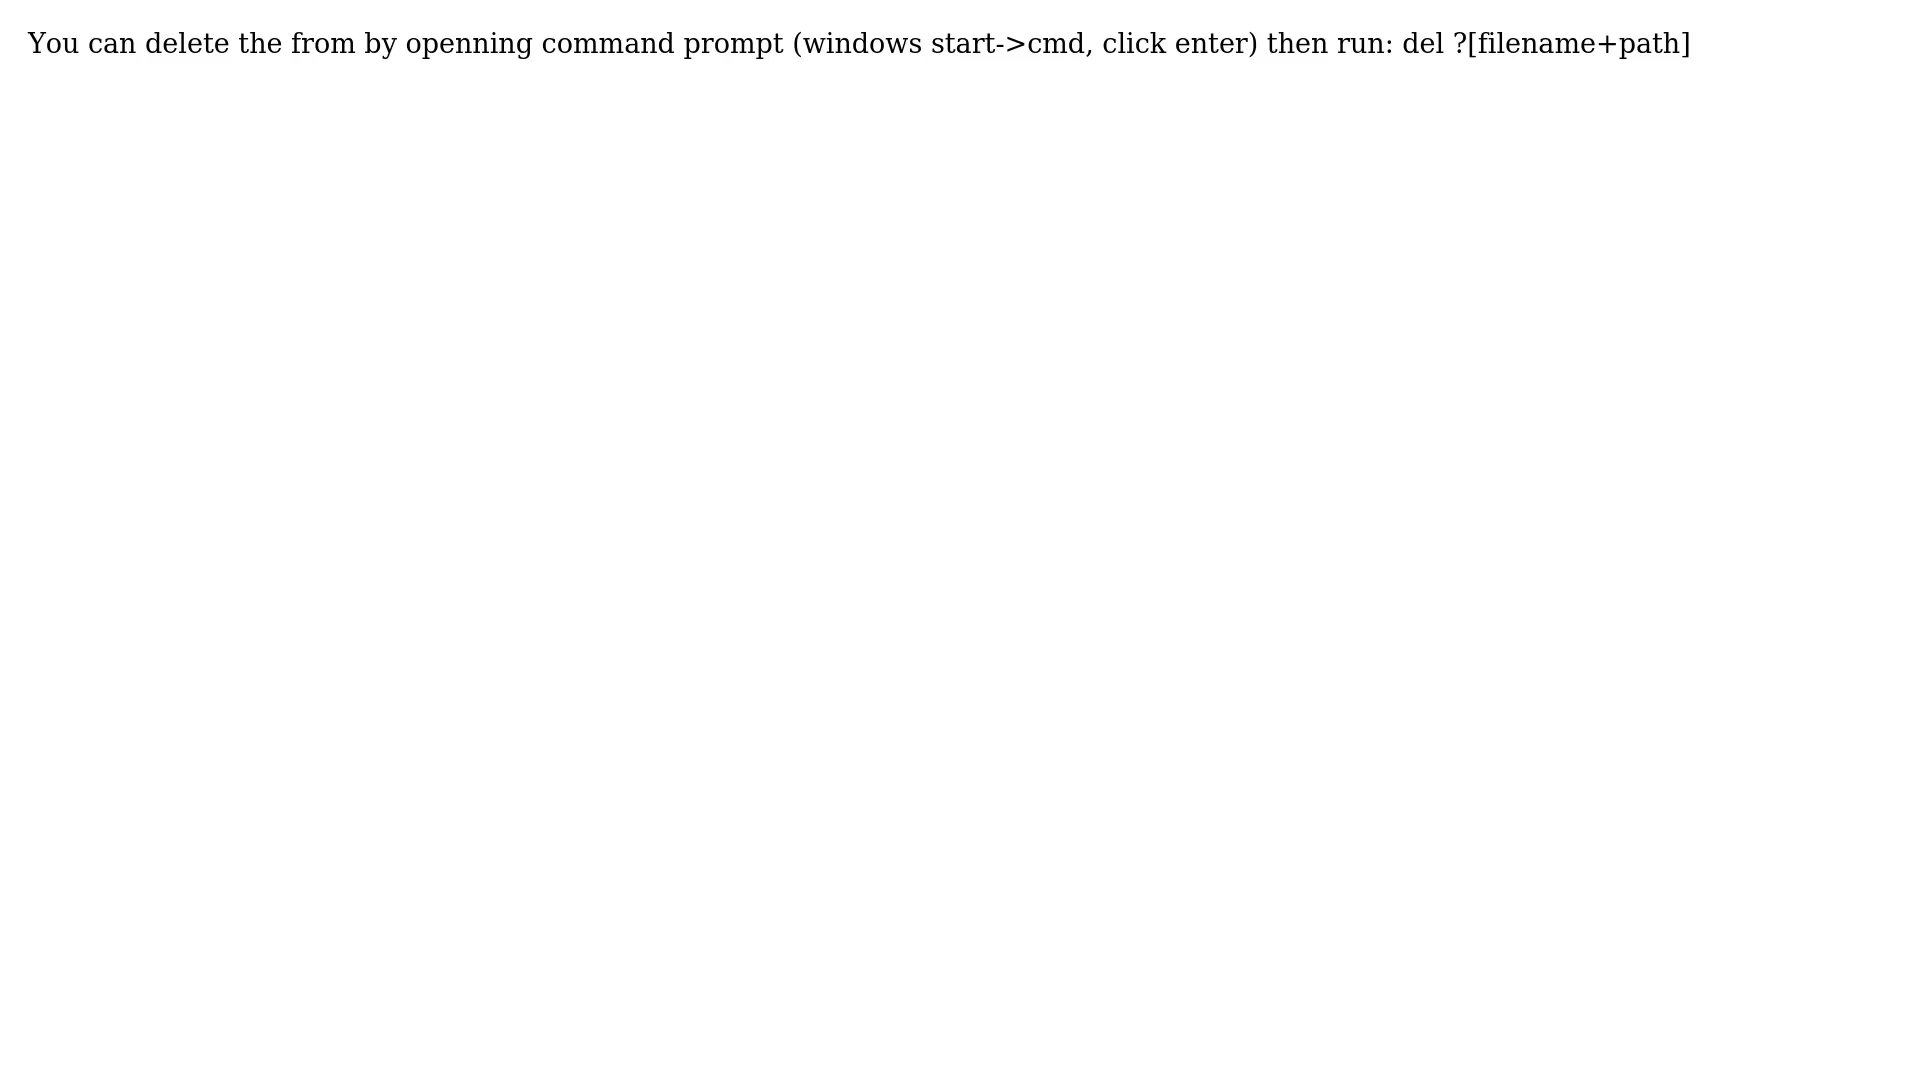 You can delete the from by openning command prompt (windows start->cmd, click enter) then run: del ?[filename+path]